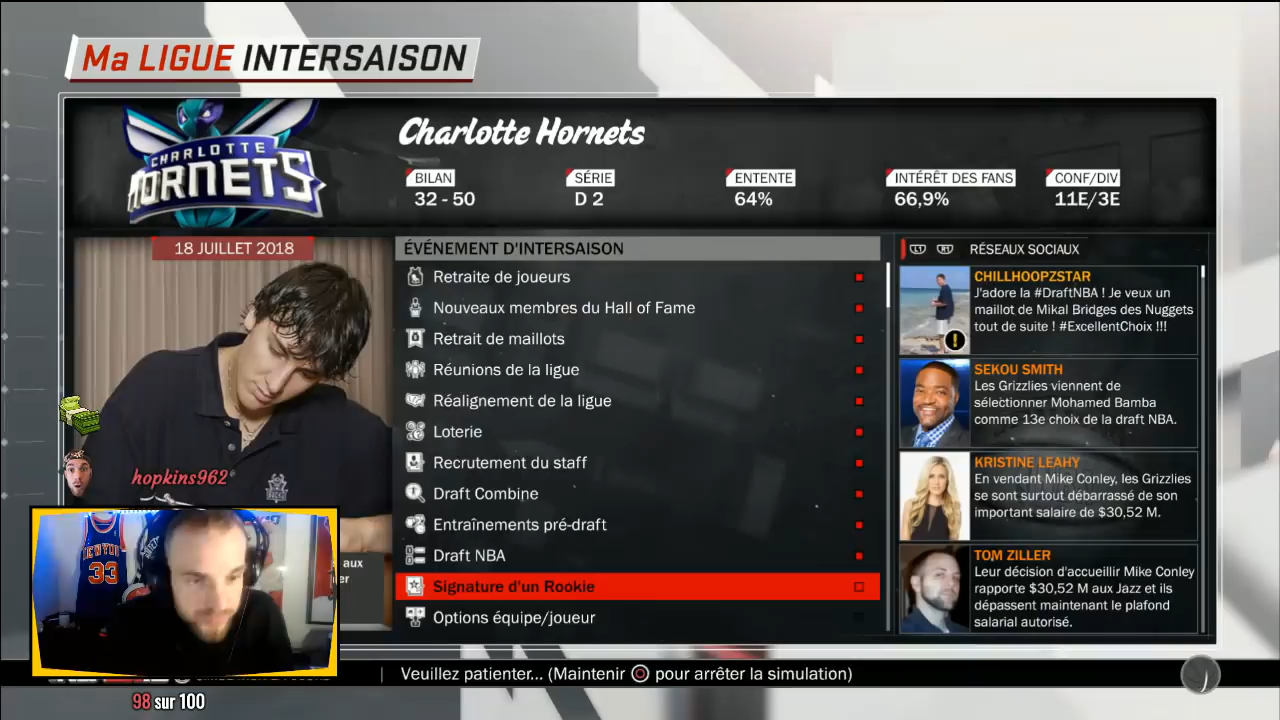 Ma LIGUE INTERSAISON
CHARLOTTE
HORNETS
Charlotte Hornets
BILAN
32 - 50
SÉRIE
D 2
ENTENTE
64%
INTÉRÊT DES FANS
66,9%
CONF/DIV
11E/3E
18 JUILLET 2018
ÉVÉNEMENT D'INTERSAISON
Retraite de joueurs
Nouveaux membres du Hall of Fame
Retrait de maillots
Réunions de la ligue
Réalignement de la ligue
Loterie
Recrutement du staff
Draft Combine
Entraînements pré-draft
Draft NBA
Signature d'un Rookie
Options équipe/joueur
L1 R1 RÉSEAUX SOCIAUX
CHILLHOOPZSTAR
J'adore la #DraftNBA ! Je veux un
maillot de Mikal Bridges des Nuggets
tout de suite ! #ExcellentChoix !!!
SEKOU SMITH
Les Grizzlies viennent de
sélectionner Mohamed Bamba
comme 13e choix de la draft NBA.
KRISTINE LEAHY
En vendant Mike Conley, les Grizzlies
se sont surtout débarrassé de son
important salaire de $30,52 M.
TOM ZILLER
Leur décision d'accueillir Mike Conley
rapporte $30,52 M aux Jazz et ils
dépassent maintenant le plafond
salarial autorisé.
hopkins962
aux
33
Veuillez patienter... (Maintenir pour arrêter la simulation)
98 sur 100